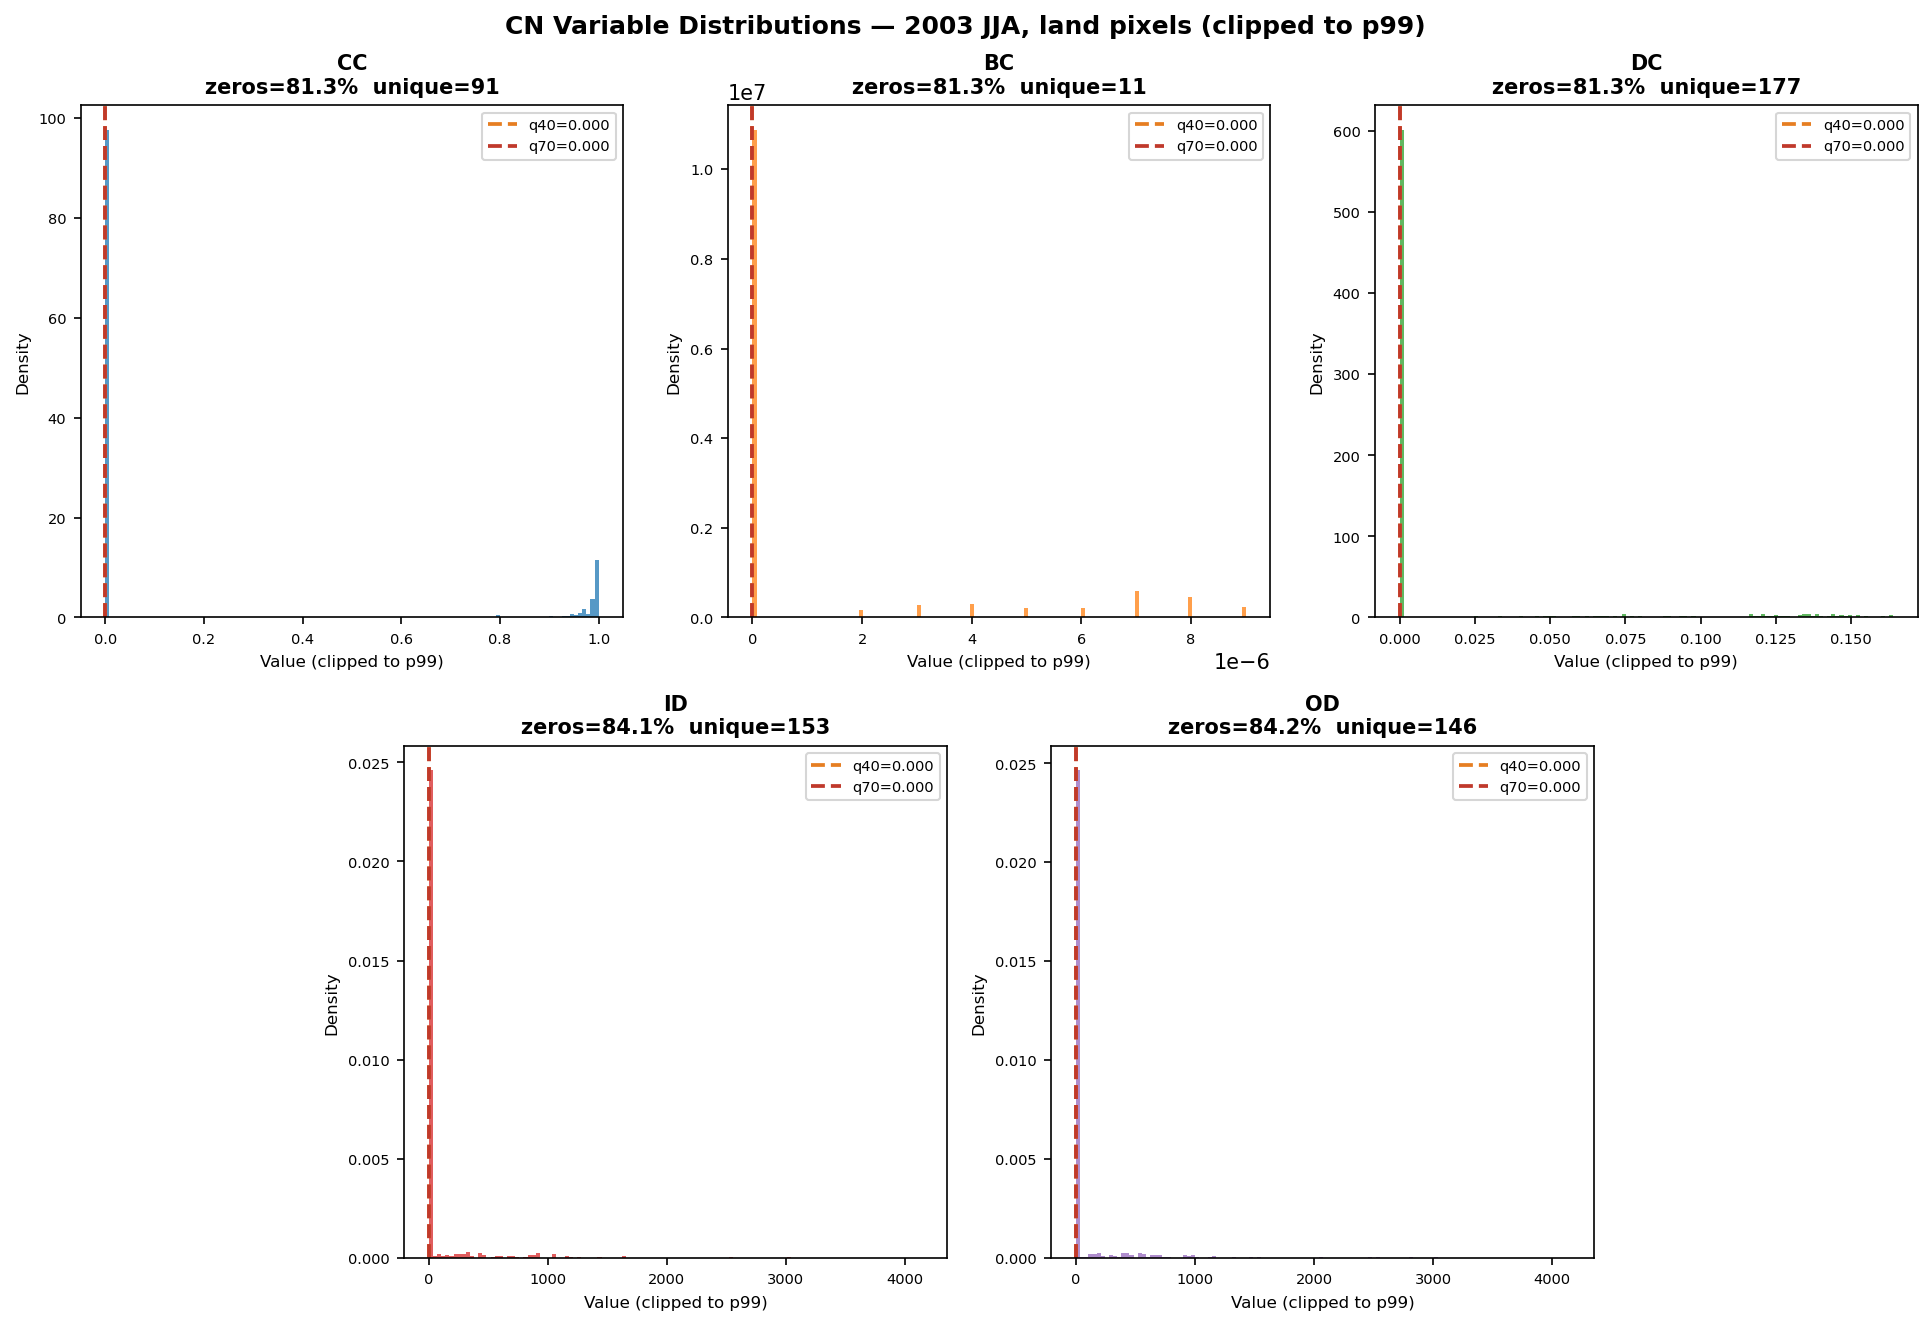 CN Variable Distributions — 2003 JJA, land pixels (clipped to p99)
CC
zeros=81.3%  unique=91
100
80
60
40
20
0
Density
0.0
0.2
0.4
0.6
0.8
1.0
Value (clipped to p99)
q40=0.000
q70=0.000
BC
zeros=81.3%  unique=11
1e7
1.0
0.8
0.6
0.4
0.2
0.0
Density
0
2
4
6
8
Value (clipped to p99)
1e−6
q40=0.000
q70=0.000
DC
zeros=81.3%  unique=177
600
500
400
300
200
100
0
Density
0.000
0.025
0.050
0.075
0.100
0.125
0.150
Value (clipped to p99)
q40=0.000
q70=0.000
ID
zeros=84.1%  unique=153
0.025
0.020
0.015
0.010
0.005
0.000
Density
0
1000
2000
3000
4000
Value (clipped to p99)
q40=0.000
q70=0.000
OD
zeros=84.2%  unique=146
0.025
0.020
0.015
0.010
0.005
0.000
Density
0
1000
2000
3000
4000
Value (clipped to p99)
q40=0.000
q70=0.000